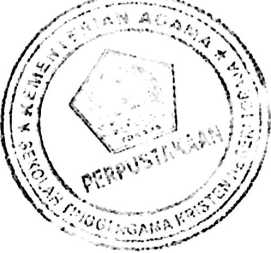 KEMENTERIAN AGAMA
PERPUSTAKAAN
SEKOLAH TINGGI AGAMA KRISTEN